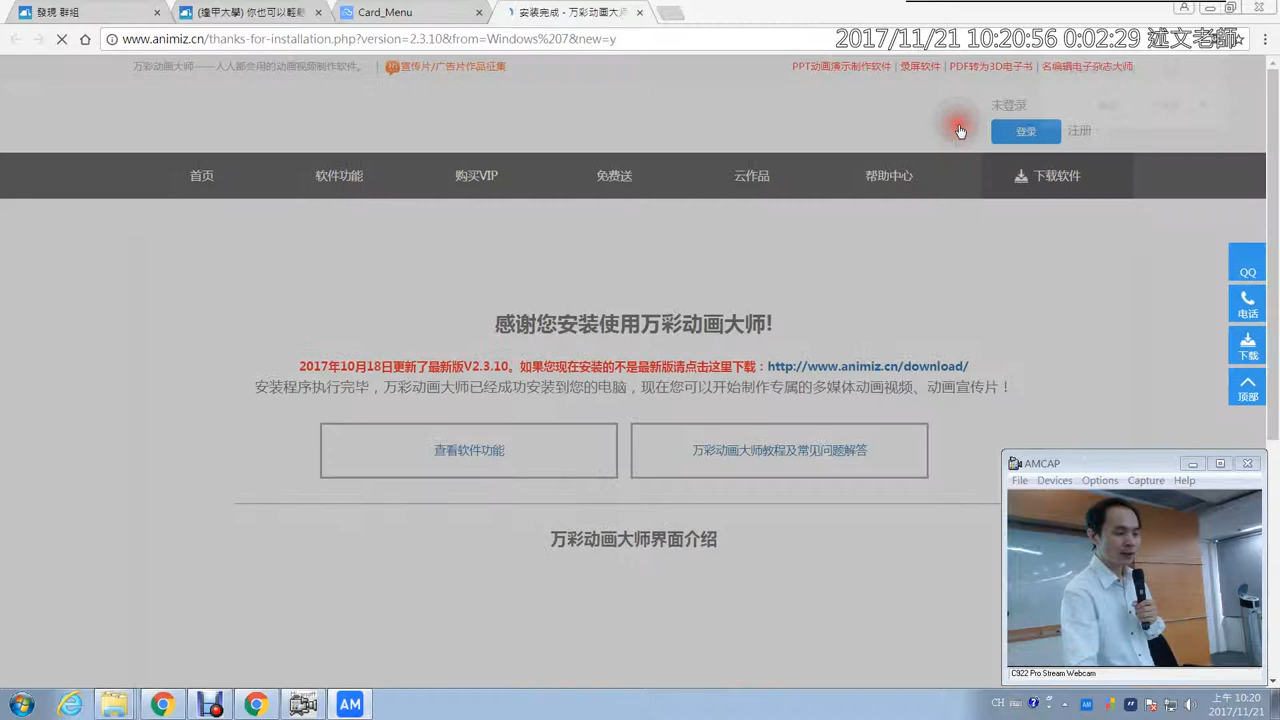 發現 群組
(逢甲大學) 你也可以輕鬆
Card_Menu
安装完成 - 万彩动画大师
www.animiz.cn/thanks-for-installation.php?version=2.3.10&from=Windows%207&new=y
2017/11/21 10:20:56 0:02:29
万彩动画大师——人人都会用的动画视频制作软件。
宣传片/广告片作品征集
PPT动画演示制作软件 | 录屏软件 | PDF转为3D电子书 | 名编辑电子杂志大师
未登录
登录
注册
首页
软件功能
购买VIP
免费送
云作品
帮助中心
下载软件
QQ
电话
下载
顶部
感谢您安装使用万彩动画大师!
2017年10月18日更新了最新版V2.3.10。如果您现在安装的不是最新版请点击这里下载：http://www.animiz.cn/download/
安装程序执行完毕，万彩动画大师已经成功安装到您的电脑，现在您可以开始制作专属的多媒体动画视频、动画宣传片！
查看软件功能
万彩动画大师教程及常见问题解答
万彩动画大师界面介绍
AMCAP
File Devices Options Capture Help
C922 Pro Stream Webcam
AM
CH
AM
上午 10:20
2017/11/21